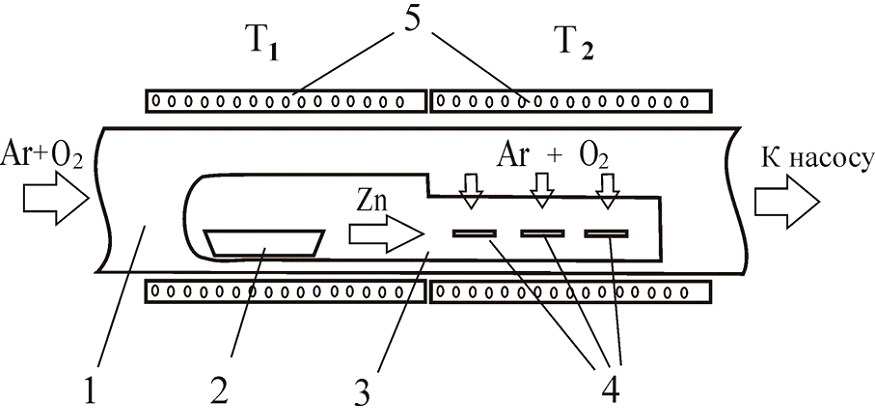 T₁ 5 T₂
Ar+O₂
Ar + O₂
К насосу
Zn
1 2 3 4